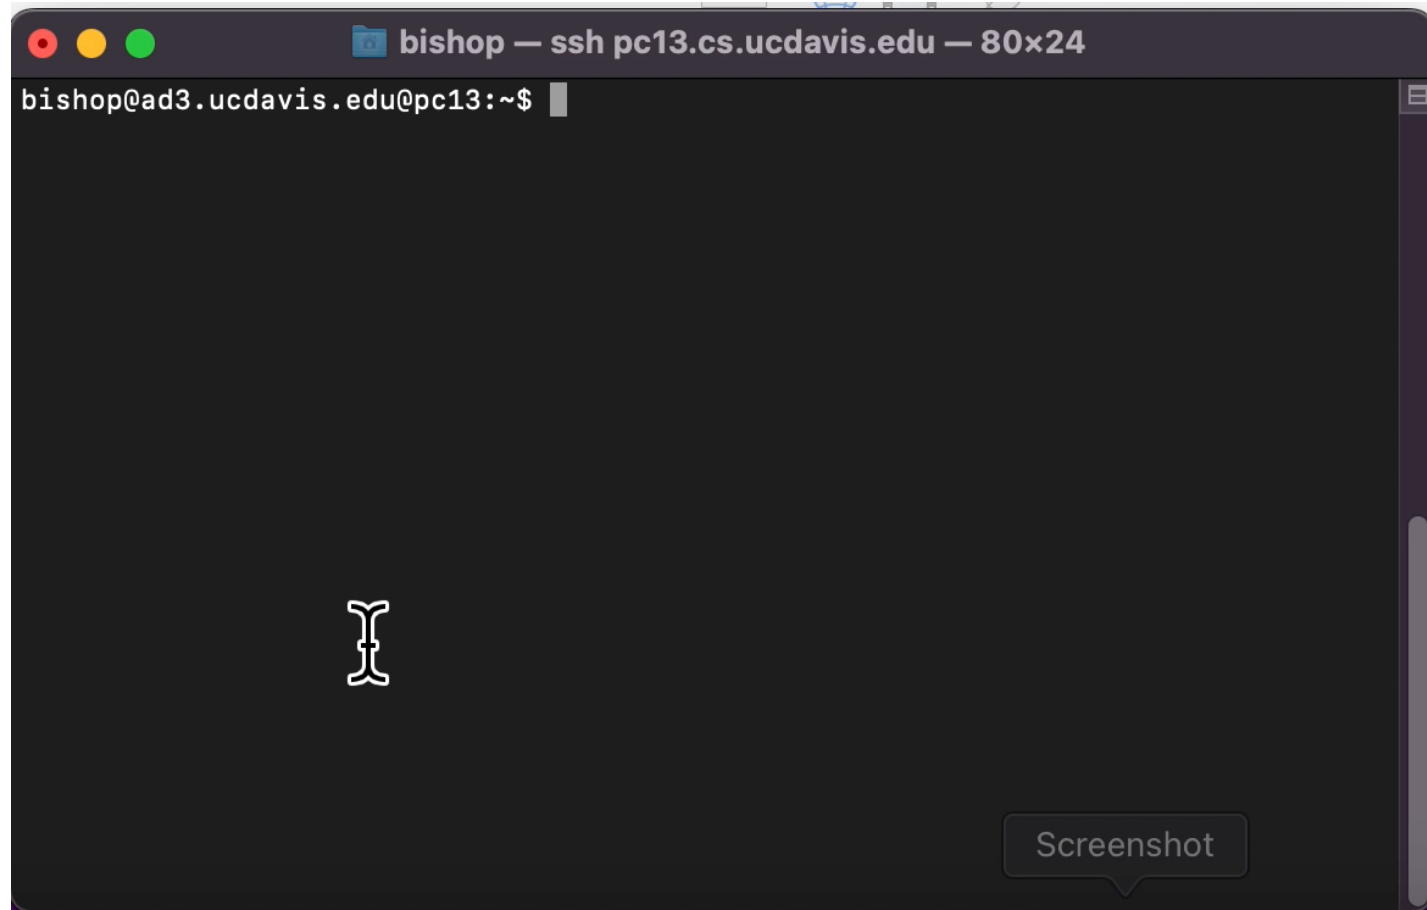 bishop — ssh pc13.cs.ucdavis.edu — 80×24
bishop@ad3.ucdavis.edu@pc13:~$
Screenshot